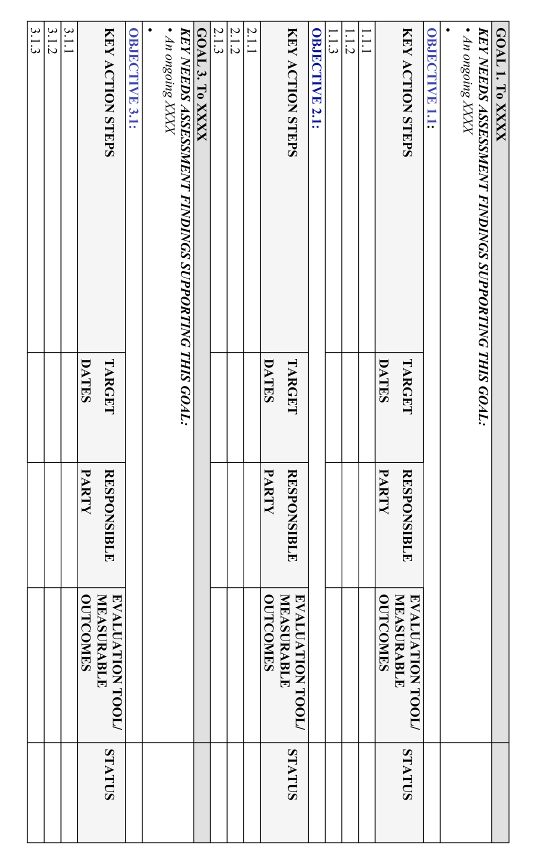 GOAL 1. To XXXX
KEY NEEDS ASSESSMENT FINDINGS SUPPORTING THIS GOAL:
• An ongoing XXXX
•
OBJECTIVE 1.1:
KEY ACTION STEPS
TARGET
DATES
RESPONSIBLE
PARTY
EVALUATION TOOL/
MEASURABLE
OUTCOMES
STATUS
1.1.1
1.1.2
1.1.3
OBJECTIVE 2.1:
KEY ACTION STEPS
TARGET
DATES
RESPONSIBLE
PARTY
EVALUATION TOOL/
MEASURABLE
OUTCOMES
STATUS
2.1.1
2.1.2
2.1.3
GOAL 3. To XXXX
KEY NEEDS ASSESSMENT FINDINGS SUPPORTING THIS GOAL:
• An ongoing XXXX
•
OBJECTIVE 3.1:
KEY ACTION STEPS
TARGET
DATES
RESPONSIBLE
PARTY
EVALUATION TOOL/
MEASURABLE
OUTCOMES
STATUS
3.1.1
3.1.2
3.1.3